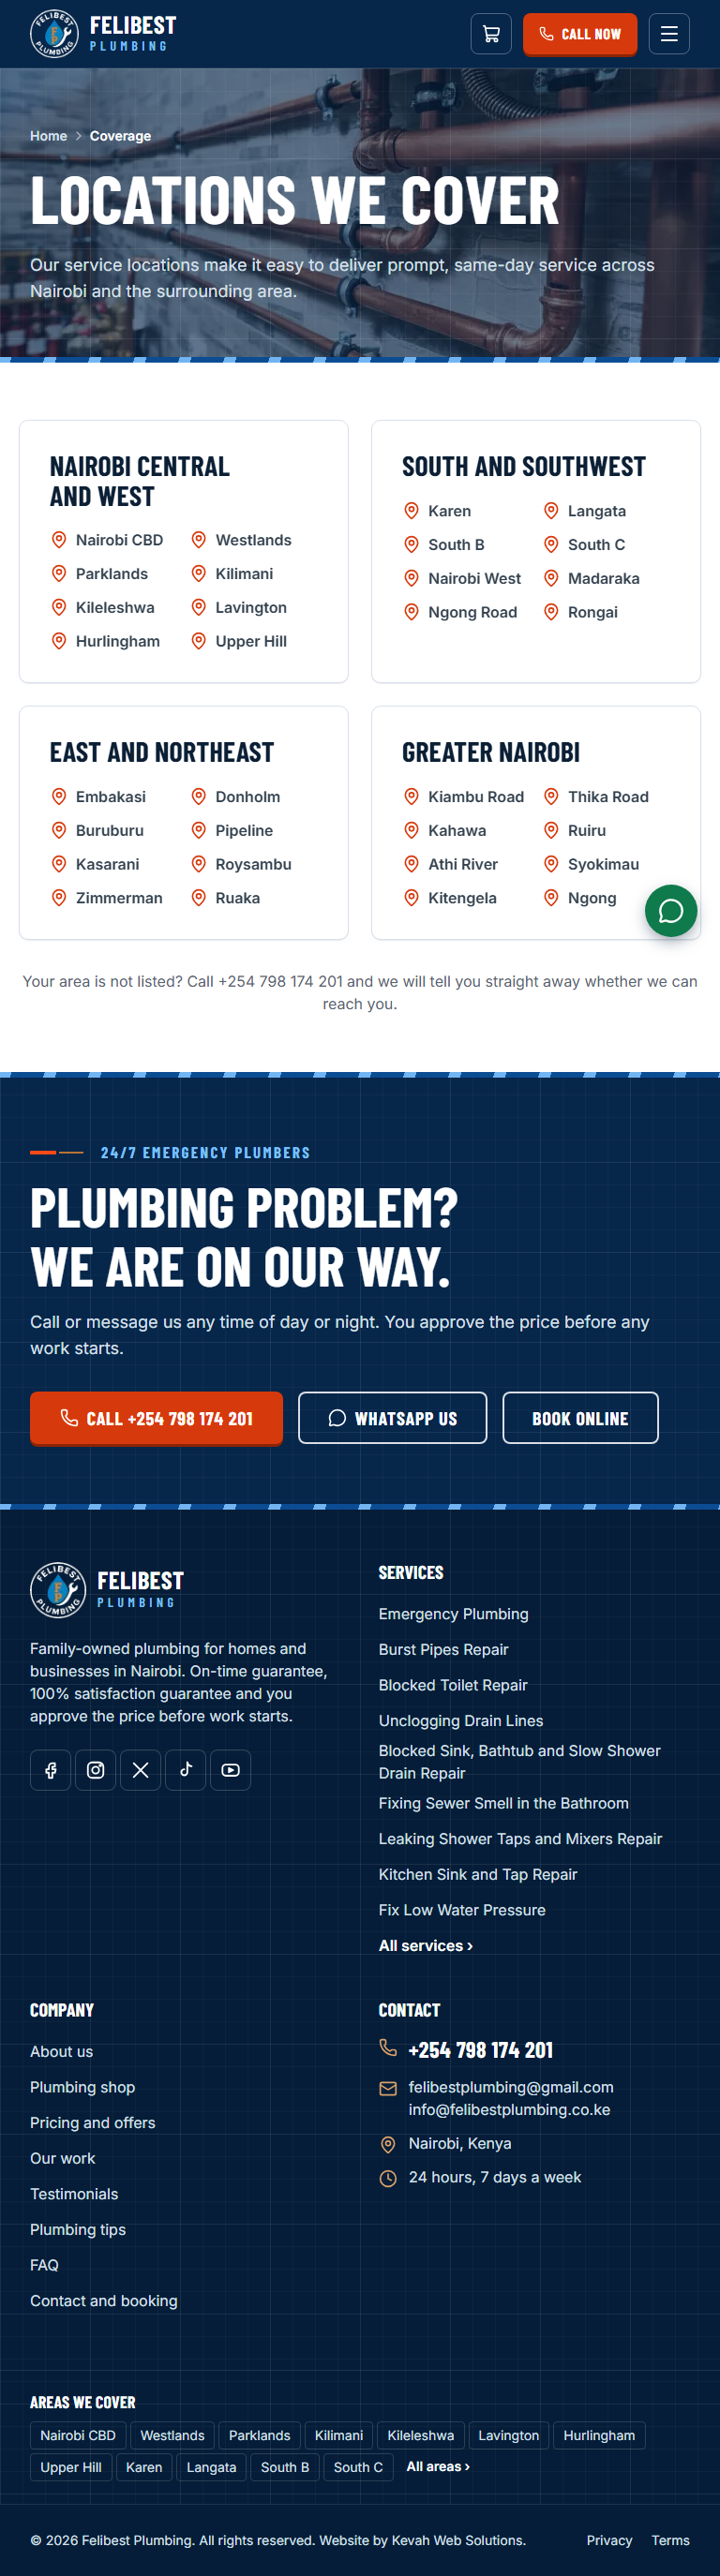 FELIBEST
PLUMBING
CALL NOW
Home > Coverage
LOCATIONS WE COVER
Our service locations make it easy to deliver prompt, same-day service across
Nairobi and the surrounding area.
NAIROBI CENTRAL
AND WEST
Nairobi CBD Westlands
Parklands Kilimani
Kileleshwa Lavington
Hurlingham Upper Hill
SOUTH AND SOUTHWEST
Karen Langata
South B South C
Nairobi West Madaraka
Ngong Road Rongai
EAST AND NORTHEAST
Embakasi Donholm
Buruburu Pipeline
Kasarani Roysambu
Zimmerman Ruaka
GREATER NAIROBI
Kiambu Road Thika Road
Kahawa Ruiru
Athi River Syokimau
Kitengela Ngong
Your area is not listed? Call +254 798 174 201 and we will tell you straight away whether we can
reach you.
24/7 EMERGENCY PLUMBERS
PLUMBING PROBLEM?
WE ARE ON OUR WAY.
Call or message us any time of day or night. You approve the price before any
work starts.
CALL +254 798 174 201
WHATSAPP US
BOOK ONLINE
FELIBEST
PLUMBING
Family-owned plumbing for homes and
businesses in Nairobi. On-time guarantee,
100% satisfaction guarantee and you
approve the price before work starts.
SERVICES
Emergency Plumbing
Burst Pipes Repair
Blocked Toilet Repair
Unclogging Drain Lines
Blocked Sink, Bathtub and Slow Shower
Drain Repair
Fixing Sewer Smell in the Bathroom
Leaking Shower Taps and Mixers Repair
Kitchen Sink and Tap Repair
Fix Low Water Pressure
All services ›
COMPANY
About us
Plumbing shop
Pricing and offers
Our work
Testimonials
Plumbing tips
FAQ
Contact and booking
CONTACT
+254 798 174 201
felibestplumbing@gmail.com
info@felibestplumbing.co.ke
Nairobi, Kenya
24 hours, 7 days a week
AREAS WE COVER
Nairobi CBD Westlands Parklands Kilimani Kileleshwa Lavington Hurlingham
Upper Hill Karen Langata South B South C All areas ›
© 2026 Felibest Plumbing. All rights reserved. Website by Kevah Web Solutions. Privacy Terms